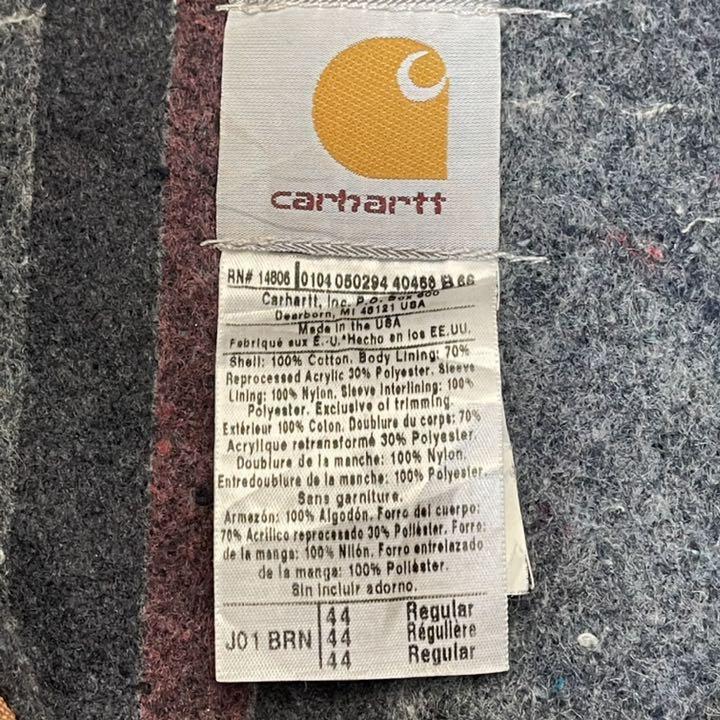 carhartt
RN# 14806 0104 050294 40458 B 66
Carhartt, Inc. P.O. Box 600
Dearborn, MI 48121 USA
Made in the USA
Fabriqué aux É.-U.*Hecho en los EE.UU.
Shell: 100% Cotton. Body Lining: 70%
Reprocessed Acrylic 30% Polyester. Sleeve
Lining: 100% Nylon. Sleeve Interlining: 100%
Polyester. Exclusive of trimming.
Extérieur 100% Coton. Doublure du corps: 70%
Acrylique retransformé 30% Polyester.
Doublure de la manche: 100% Nylon.
Entredoublure de la manche: 100% Polyester.
Sans garniture.
Armazón: 100% Algodón. Forro del cuerpo:
70% Acrílico reprocesado 30% Poliéster. Forro
de la manga: 100% Nilón. Forro entrelazado
de la manga: 100% Poliéster.
Sin incluir adorno.
J01 BRN
44 Regular
44 Régulière
44 Regular